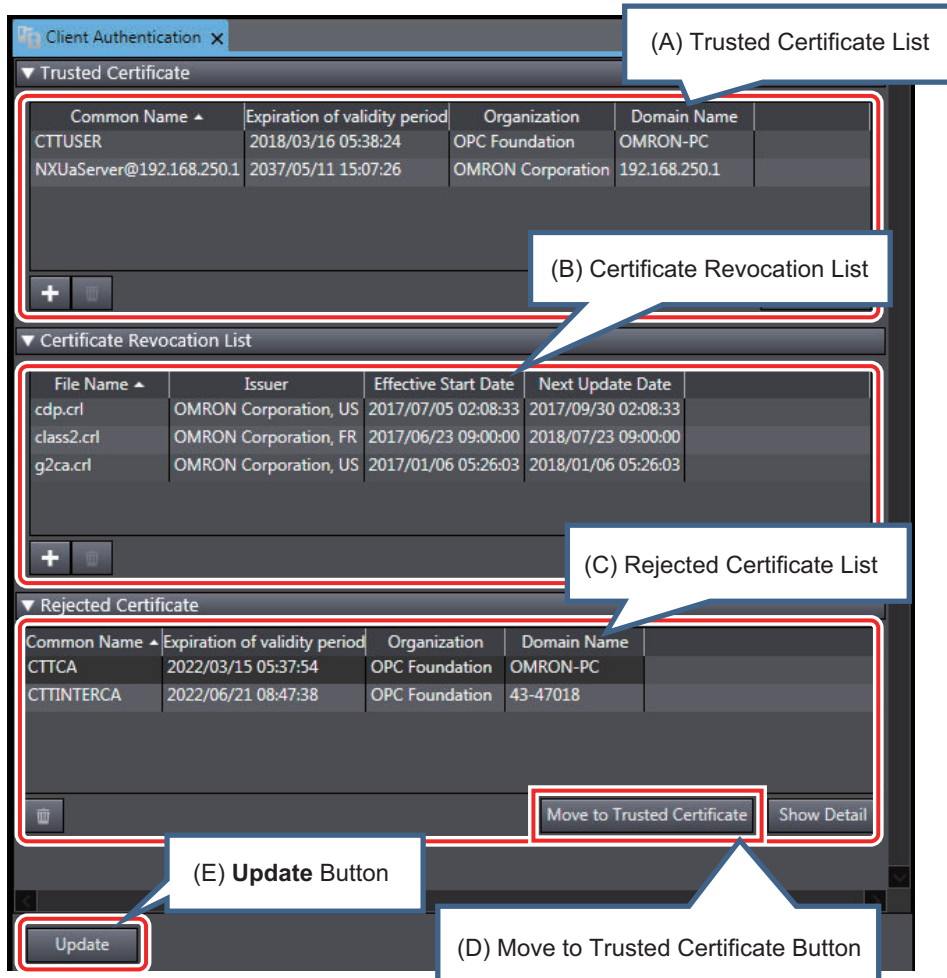 Client Authentication X
(A) Trusted Certificate List
▼ Trusted Certificate
Common Name ▲ Expiration of validity period Organization Domain Name
CTTUSER 2018/03/16 05:38:24 OPC Foundation OMRON-PC
NXUaServer@192.168.250.1 2037/05/11 15:07:26 OMRON Corporation 192.168.250.1
(B) Certificate Revocation List
+
▼ Certificate Revocation List
File Name ▲ Issuer Effective Start Date Next Update Date
cdp.crl OMRON Corporation, US 2017/07/05 02:08:33 2017/09/30 02:08:33
class2.crl OMRON Corporation, FR 2017/06/23 09:00:00 2018/07/23 09:00:00
g2ca.crl OMRON Corporation, US 2017/01/06 05:26:03 2018/01/06 05:26:03
+
(C) Rejected Certificate List
▼ Rejected Certificate
Common Name ▲ Expiration of validity period Organization Domain Name
CTTCA 2022/03/15 05:37:54 OPC Foundation OMRON-PC
CTTINTERCA 2022/06/21 08:47:38 OPC Foundation 43-47018
Move to Trusted Certificate Show Detail
(E) Update Button
Update
(D) Move to Trusted Certificate Button